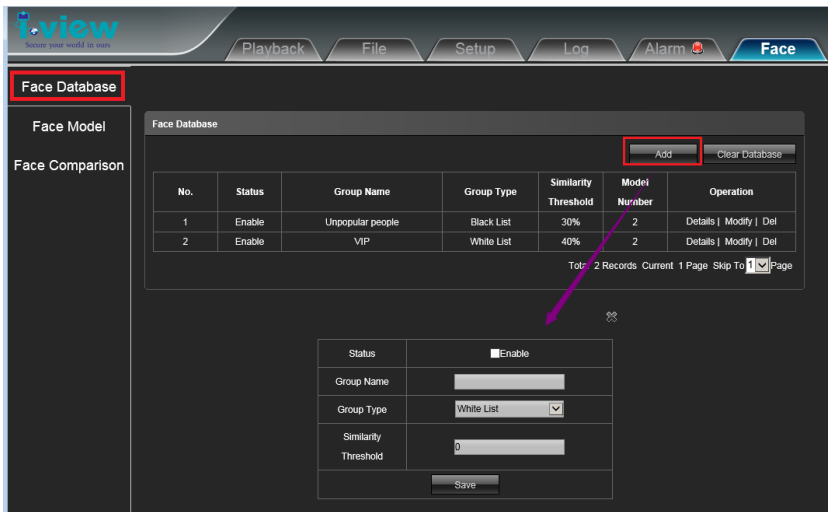 i.view
Secure your world in ours
Playback File Setup Log Alarm Face
Face Database
Face Model
Face Comparison
Face Database
Add Clear Database
No. Status Group Name Group Type Similarity Threshold Model Number Operation
1 Enable Unpopular people Black List 30% 2 Details | Modify | Del
2 Enable VIP White List 40% 2 Details | Modify | Del
Total 2 Records Current 1 Page Skip To 1 Page
Status Enable
Group Name
Group Type White List
Similarity
Threshold 0
Save